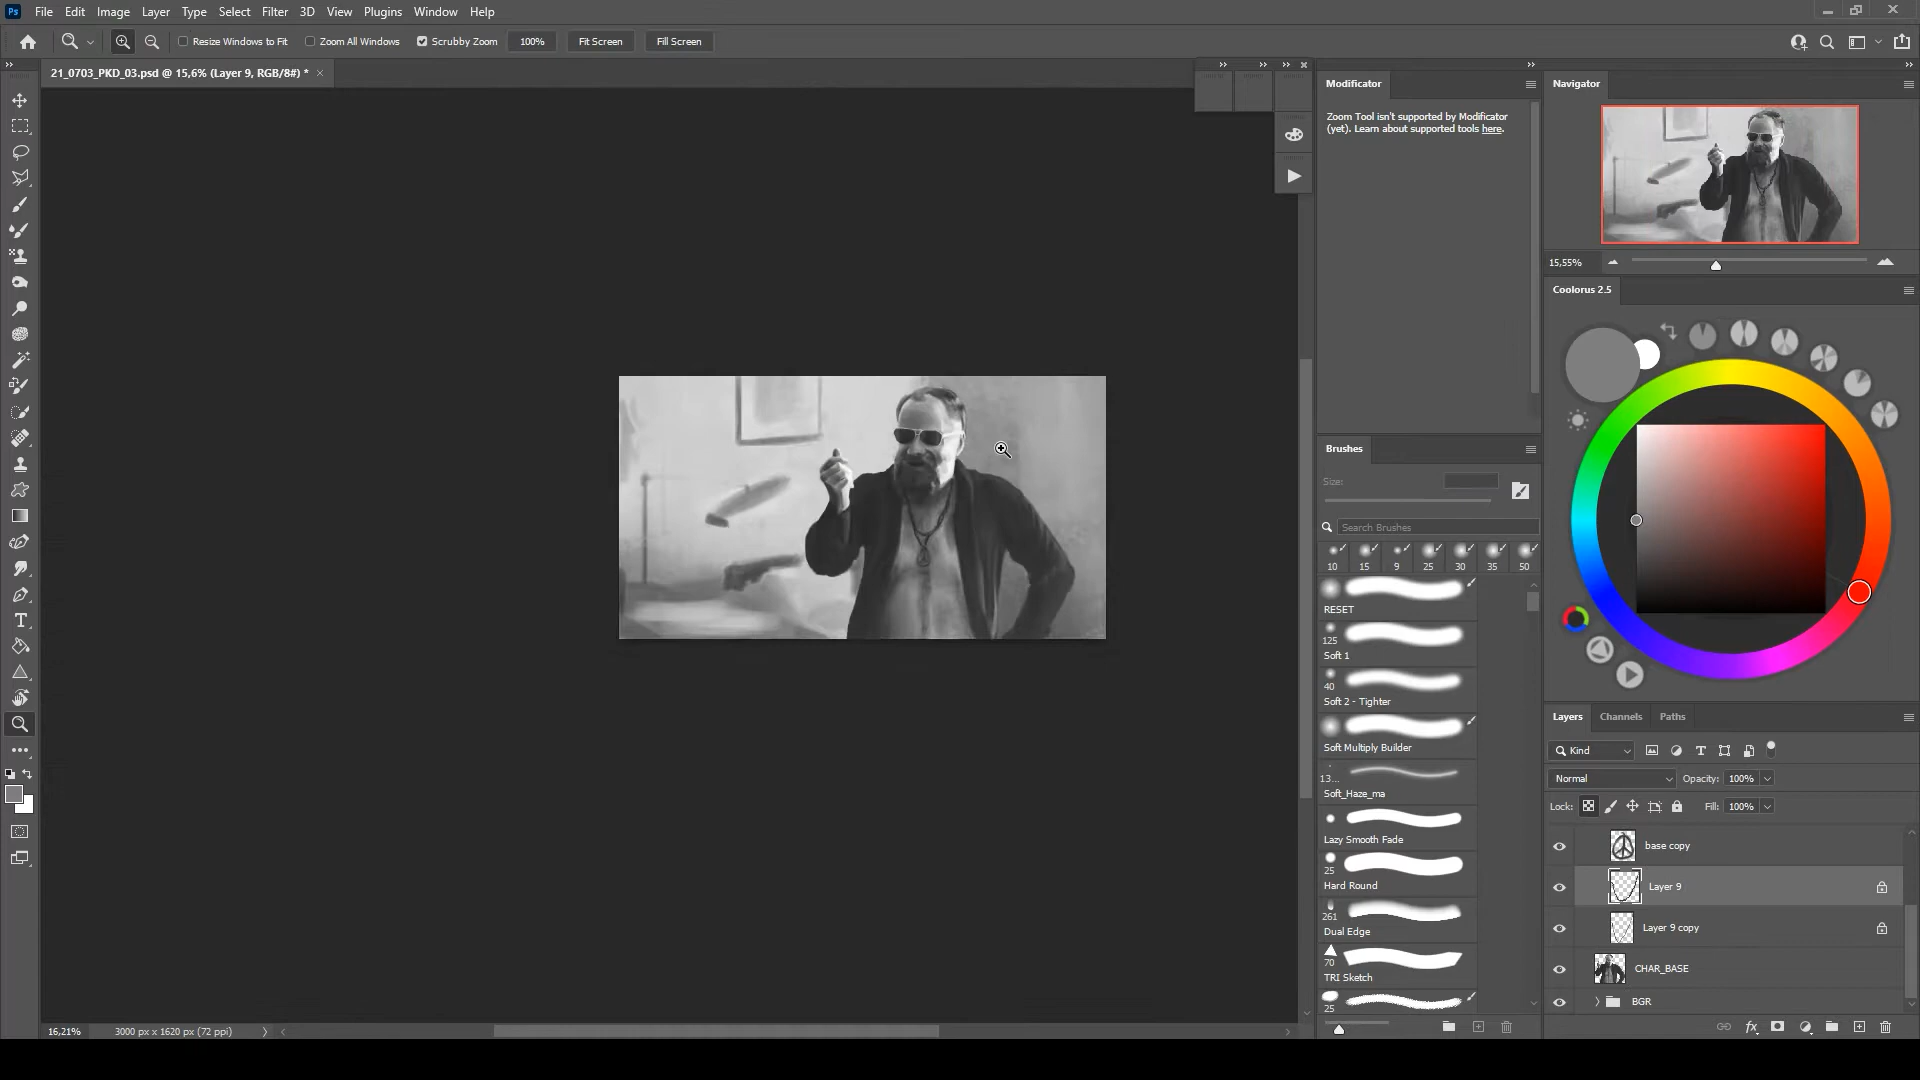 Ps File Edit Image Layer Type Select Filter 3D View Plugins Window Help
Resize Windows to Fit Zoom All Windows Scrubby Zoom 100% Fit Screen Fill Screen
21_0703_PKD_03.psd @ 15,6% (Layer 9, RGB/8#) * ×
Modificator
Zoom Tool isn't supported by Modificator
(yet). Learn about supported tools here.
Navigator
15,55%
Coolorus 2.5
Brushes
Size:
Search Brushes
10 15 9 25 30 35 50
RESET
125
Soft 1
40
Soft 2 - Tighter
Soft Multiply Builder
13...
Soft_Haze_ma
Lazy Smooth Fade
25
Hard Round
261
Dual Edge
70
TRI Sketch
25
Layers Channels Paths
Kind
Normal Opacity: 100%
Lock: Fill: 100%
base copy
Layer 9
Layer 9 copy
CHAR_BASE
BGR
16,21% 3000 px x 1620 px (72 ppi)